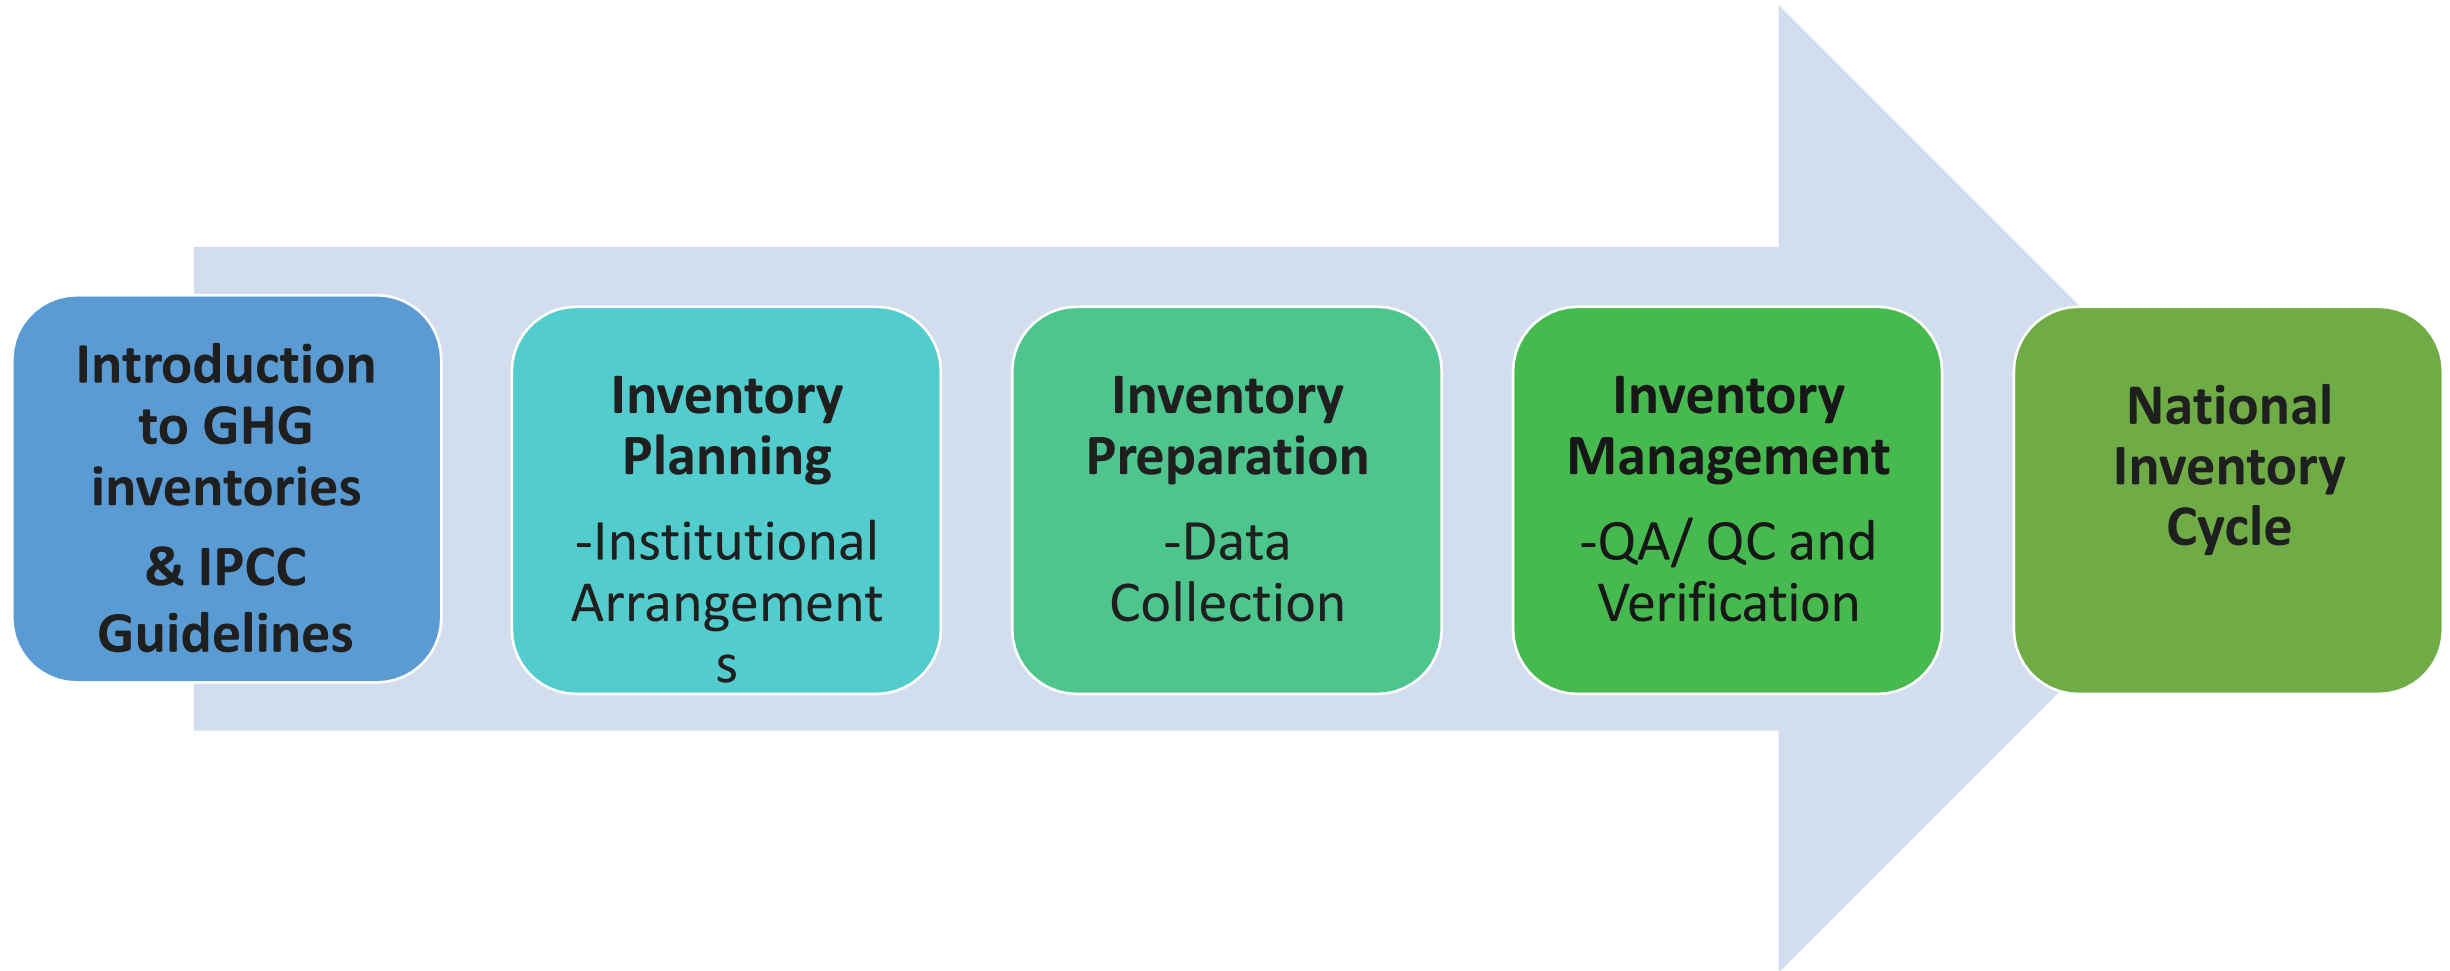 Introduction
to GHG
inventories
& IPCC
Guidelines
Inventory
Planning
-Institutional
Arrangement
s
Inventory
Preparation
-Data
Collection
Inventory
Management
-QA/ QC and
Verification
National
Inventory
Cycle